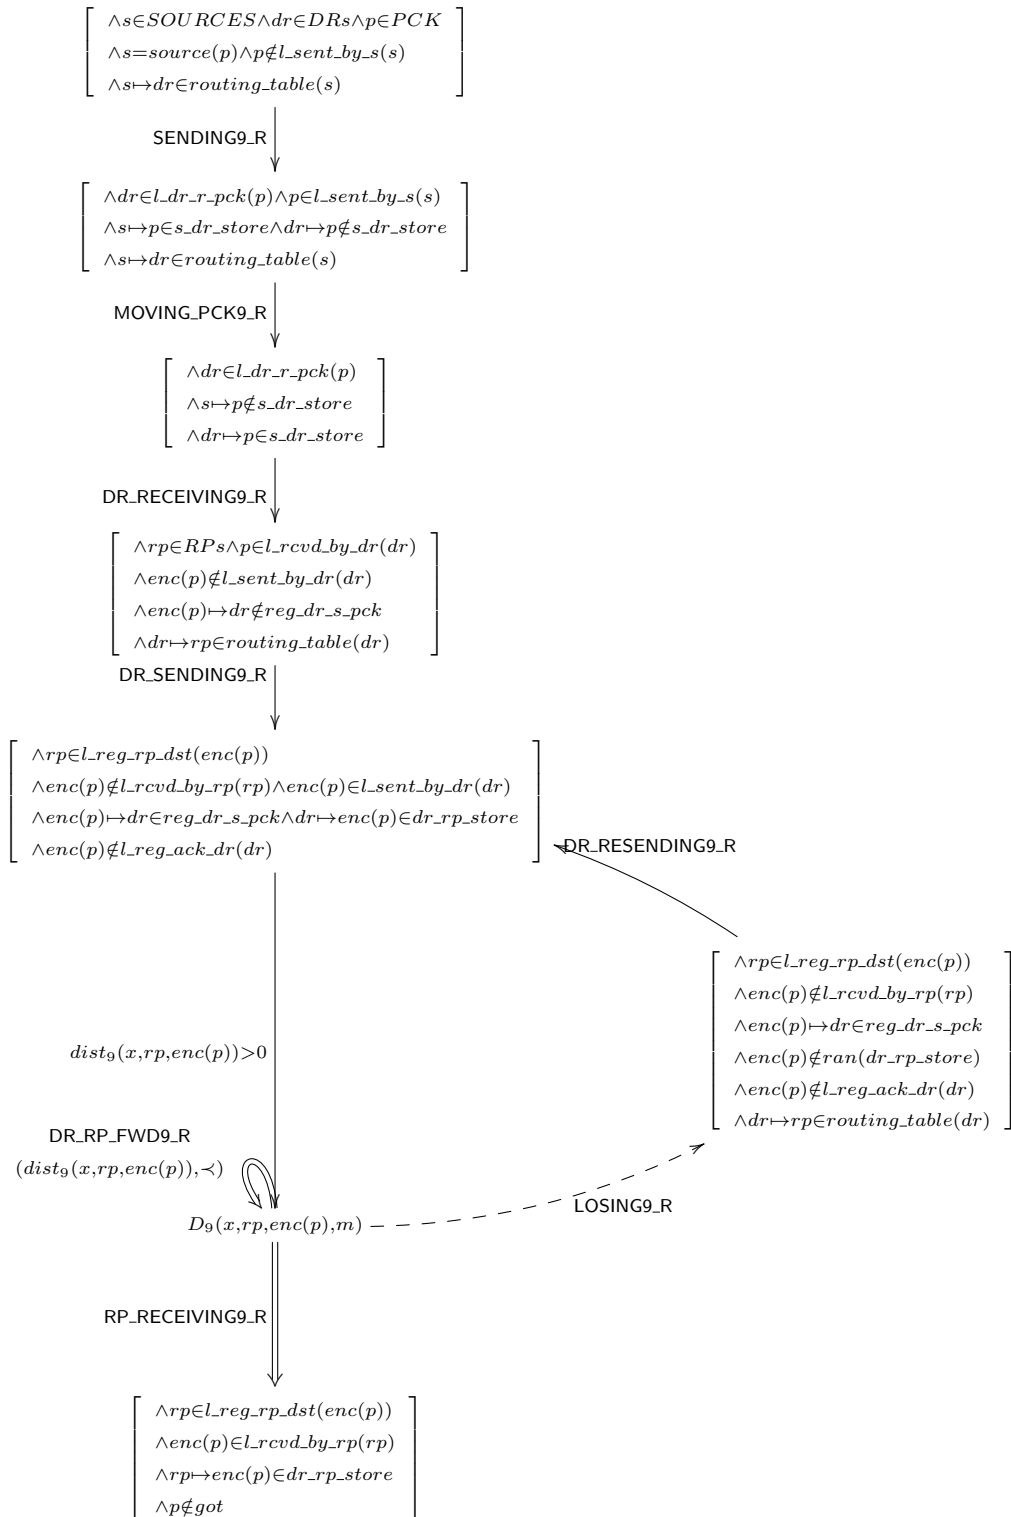 ∧s∈SOURCES∧dr∈DRs∧p∈PCK
∧s=source(p)∧p∉l_sent_by_s(s)
∧s↦dr∈routing_table(s)
SENDING9_R
∧dr∈l_dr_r_pck(p)∧p∈l_sent_by_s(s)
∧s↦p∈s_dr_store∧dr↦p∉s_dr_store
∧s↦dr∈routing_table(s)
MOVING_PCK9_R
∧dr∈l_dr_r_pck(p)
∧s↦p∉s_dr_store
∧dr↦p∈s_dr_store
DR_RECEIVING9_R
∧rp∈RPs∧p∈l_rcvd_by_dr(dr)
∧enc(p)∉l_sent_by_dr(dr)
∧enc(p)↦dr∉reg_dr_s_pck
∧dr↦rp∈routing_table(dr)
DR_SENDING9_R
∧rp∈l_reg_rp_dst(enc(p))
∧enc(p)∉l_rcvd_by_rp(rp)∧enc(p)∈l_sent_by_dr(dr)
∧enc(p)↦dr∈reg_dr_s_pck∧dr↦enc(p)∈dr_rp_store
∧enc(p)∉l_reg_ack_dr(dr)
DR_RESENDING9_R
∧rp∈l_reg_rp_dst(enc(p))
∧enc(p)∉l_rcvd_by_rp(rp)
∧enc(p)↦dr∈reg_dr_s_pck
∧enc(p)∉ran(dr_rp_store)
∧enc(p)∉l_reg_ack_dr(dr)
∧dr↦rp∈routing_table(dr)
dist₉(x,rp,enc(p))>0
DR_RP_FWD9_R
(dist₉(x,rp,enc(p)),≺)
LOSING9_R
D₉(x,rp,enc(p),m)
RP_RECEIVING9_R
∧rp∈l_reg_rp_dst(enc(p))
∧enc(p)∈l_rcvd_by_rp(rp)
∧rp↦enc(p)∈dr_rp_store
∧p∉got